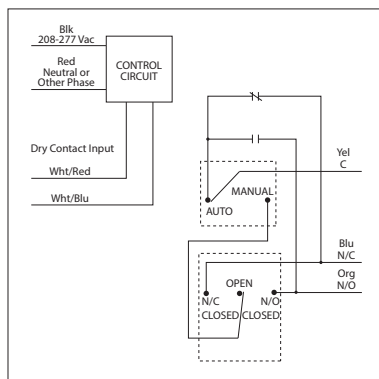 Blk
208-277 Vac
Red
Neutral or
Other Phase
CONTROL
CIRCUIT
Dry Contact Input
Wht/Red
Wht/Blu
Yel
C
MANUAL
AUTO
Blu
N/C
Org
N/O
OPEN
N/C
N/O
CLOSED
CLOSED